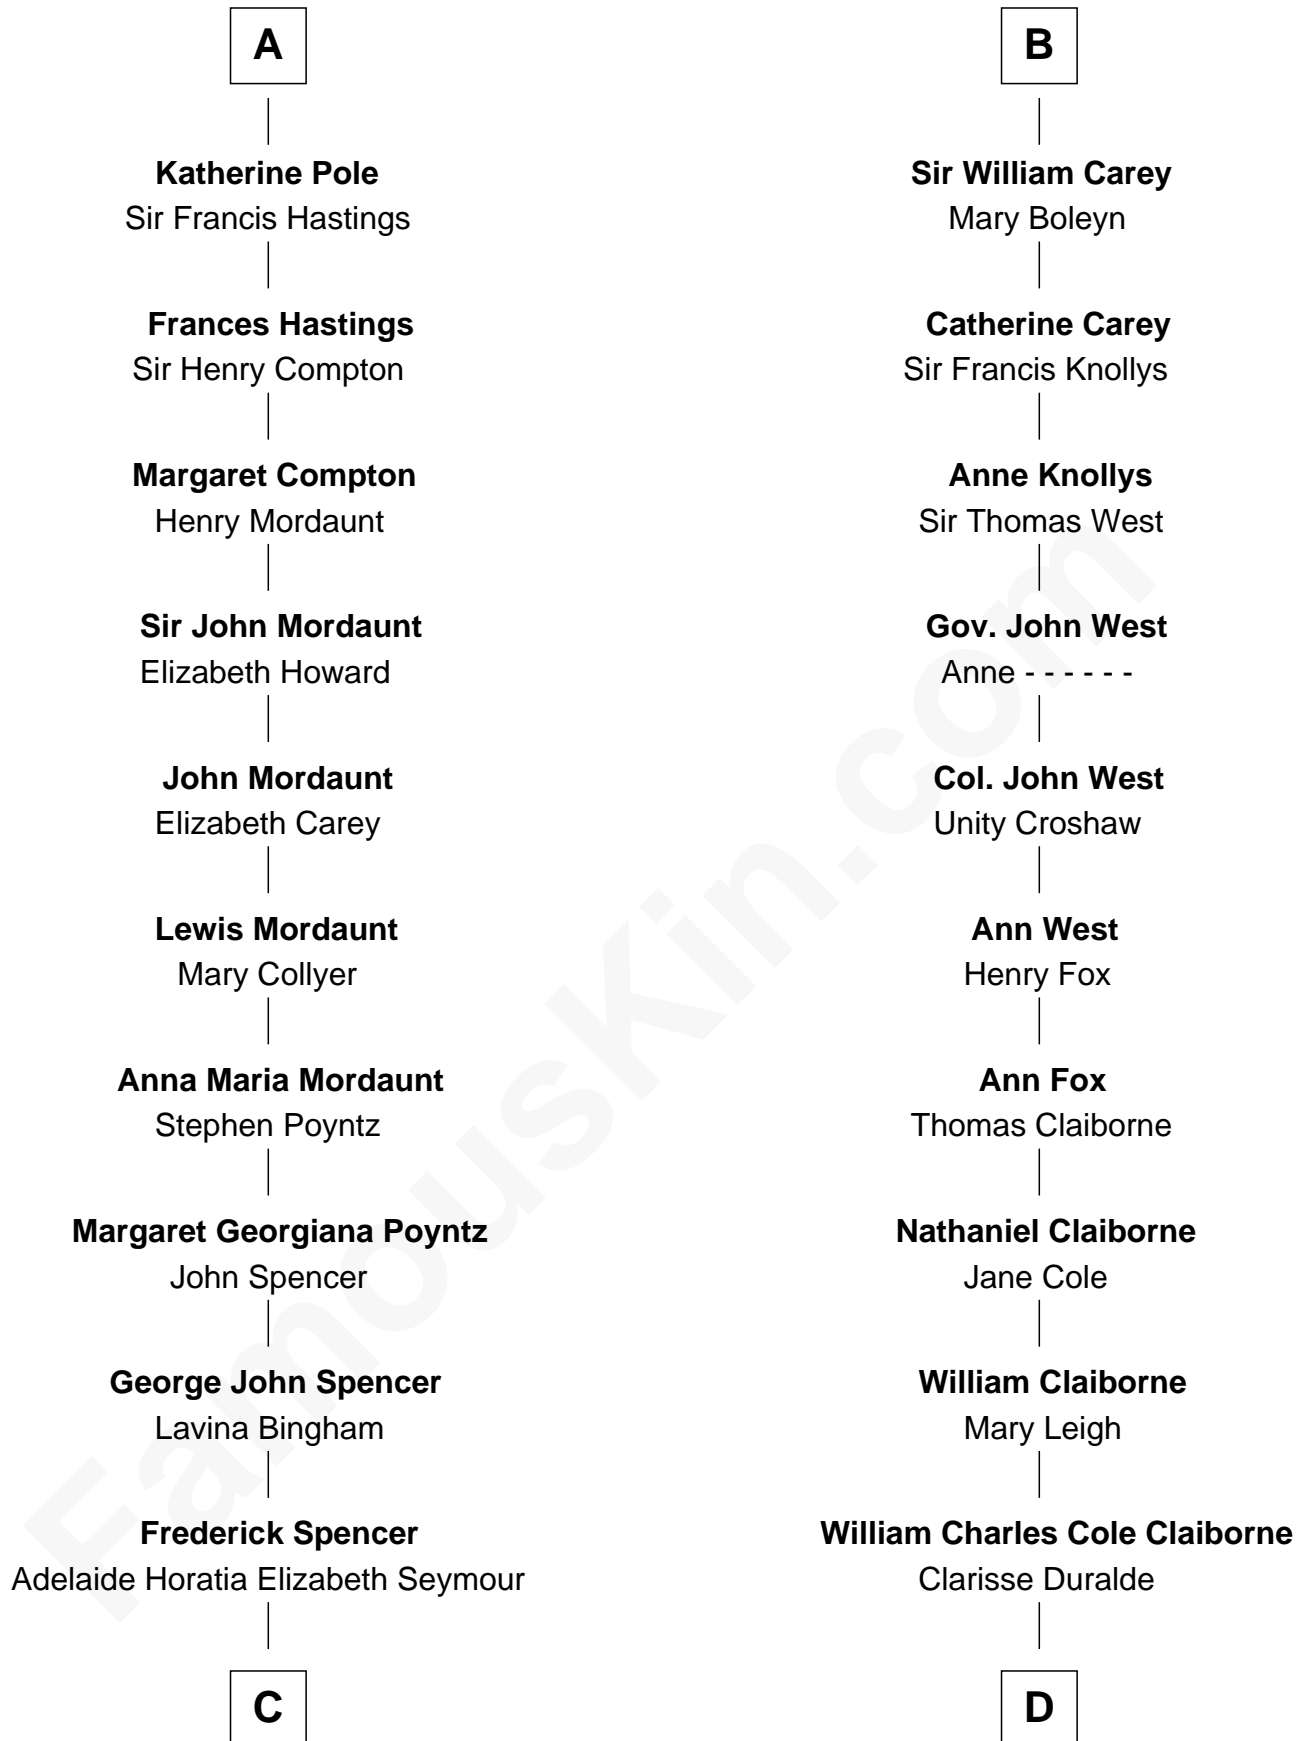 A
Katherine Pole
Sir Francis Hastings
Frances Hastings
Sir Henry Compton
Margaret Compton
Henry Mordaunt
Sir John Mordaunt
Elizabeth Howard
John Mordaunt
Elizabeth Carey
Lewis Mordaunt
Mary Collyer
Anna Maria Mordaunt
Stephen Poyntz
Margaret Georgiana Poyntz
John Spencer
George John Spencer
Lavina Bingham
Frederick Spencer
Adelaide Horatia Elizabeth Seymour
C
B
Sir William Carey
Mary Boleyn
Catherine Carey
Sir Francis Knollys
Anne Knollys
Sir Thomas West
Gov. John West
Anne - - - - - -
Col. John West
Unity Croshaw
Ann West
Henry Fox
Ann Fox
Thomas Claiborne
Nathaniel Claiborne
Jane Cole
William Claiborne
Mary Leigh
William Charles Cole Claiborne
Clarisse Duralde
D
FamousKin.com